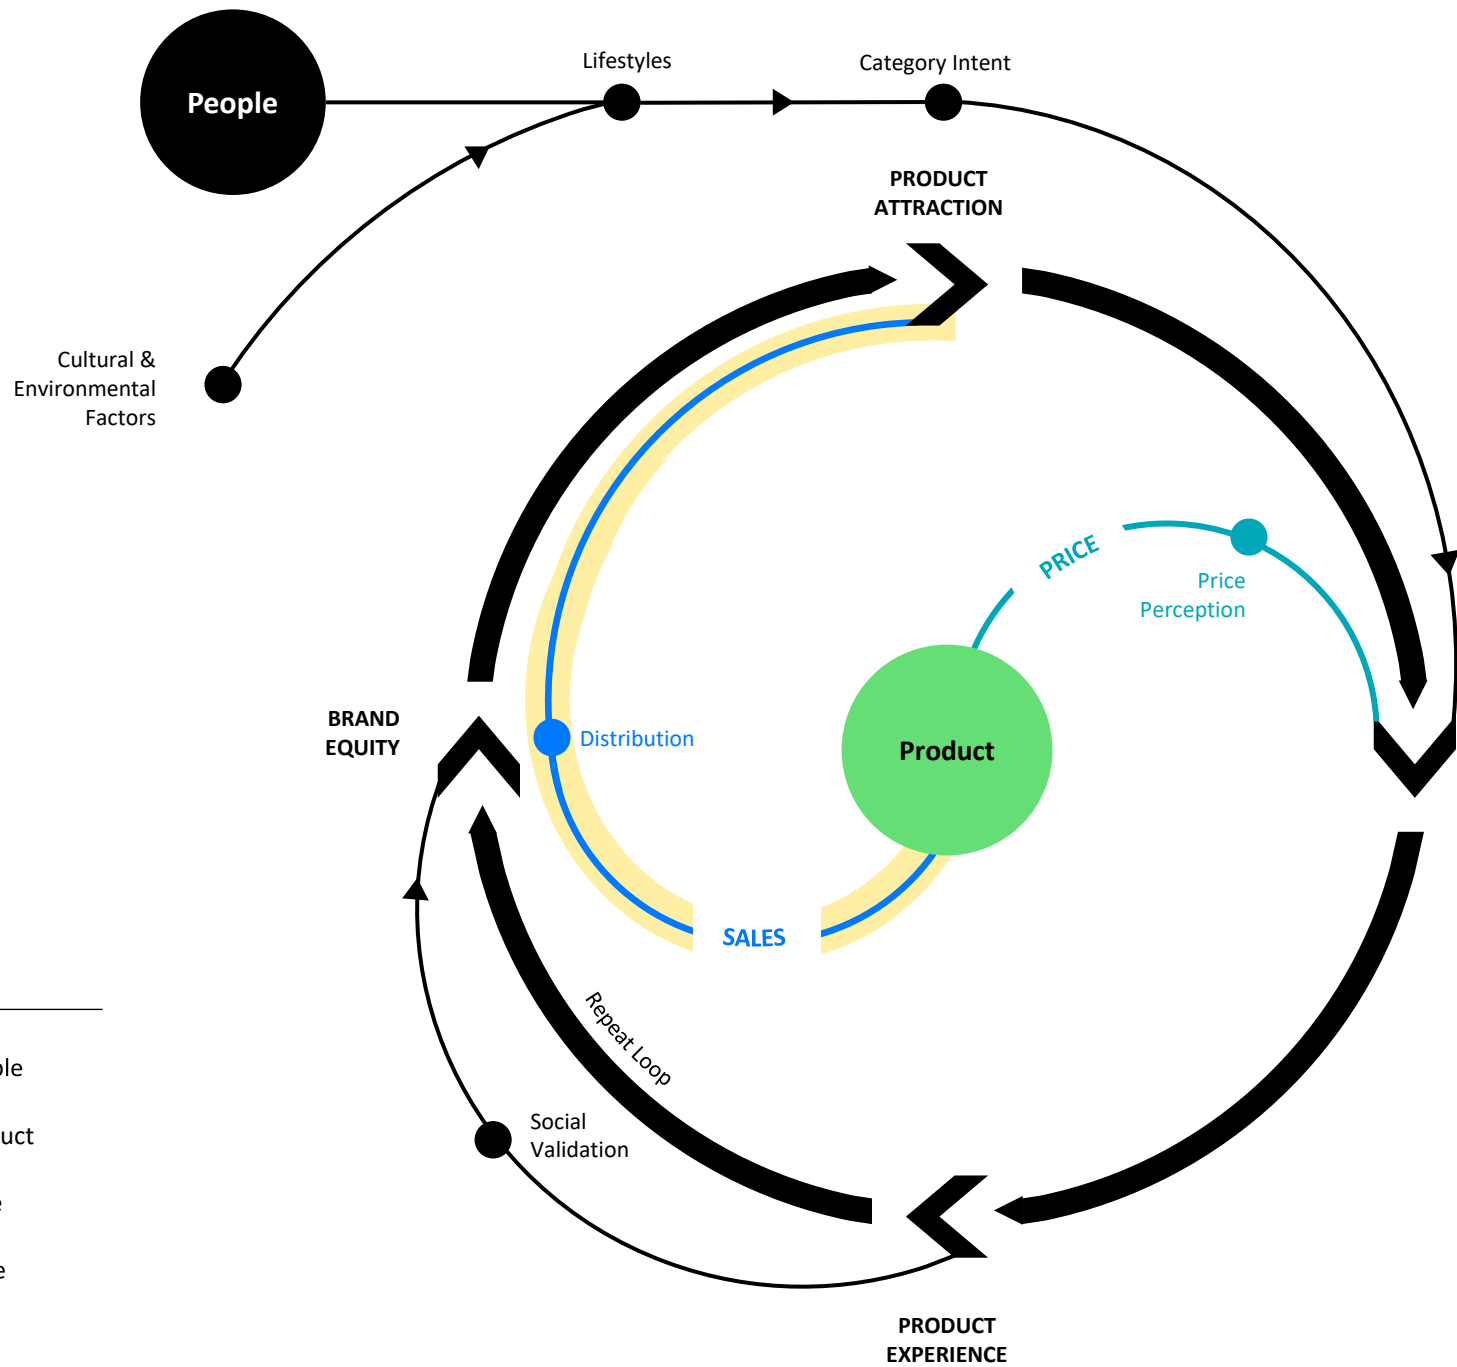 Lifestyles
Category Intent
People
PRODUCT
ATTRACTION
Cultural &
Environmental
Factors
PRICE
Price
Perception
BRAND
EQUITY
Distribution
Product
SALES
Repeat Loop
Social
Validation
PRODUCT
EXPERIENCE